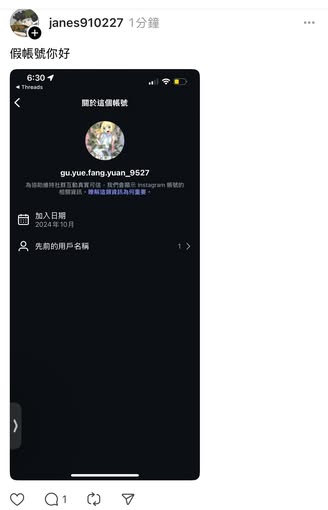 janes910227 1分鐘
假帳號你好
6:30
Threads
關於這個帳號
gu.yue.fang.yuan_9527
為協助維持社群互動真實可信，我們會顯示 instagram 帳號的
相關資訊。瞭解這類資訊為何重要。
加入日期
2024年10月
先前的用戶名稱 1
1